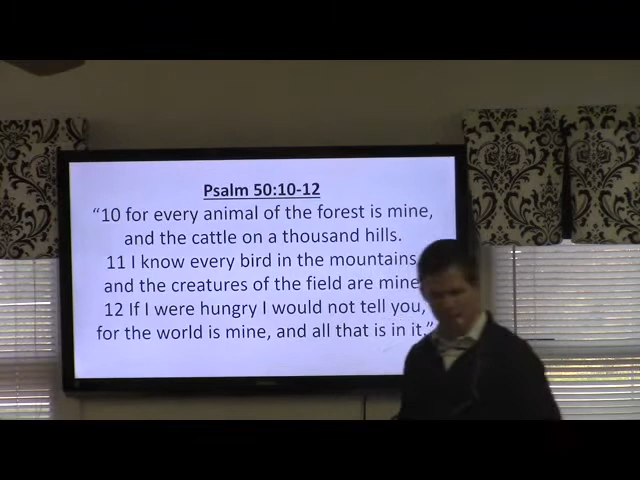 Psalm 50:10-12
“10 for every animal of the forest is mine,
and the cattle on a thousand hills.
11 I know every bird in the mountains
and the creatures of the field are mine
12 If I were hungry I would not tell you,
for the world is mine, and all that is in it.”